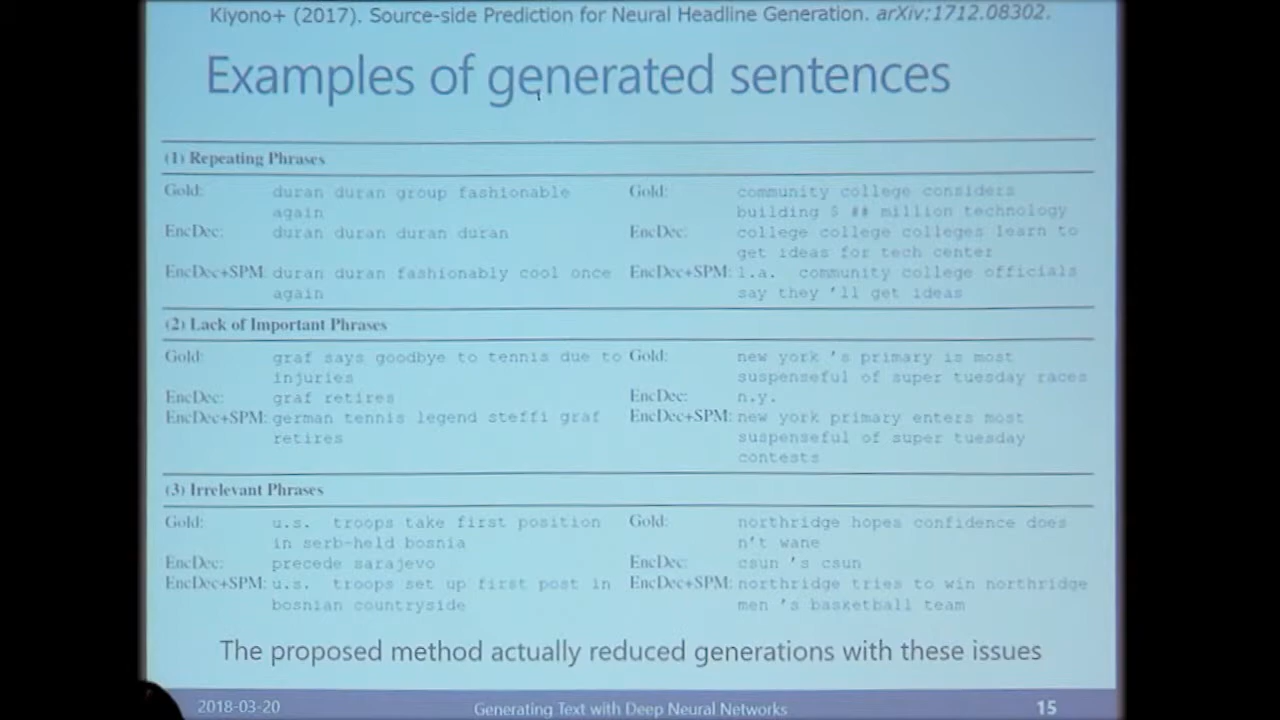 Kiyono+ (2017). Source-side Prediction for Neural Headline Generation. arXiv:1712.08302.
Examples of generated sentences
(1) Repeating Phrases
Gold: duran duran group fashionable
again
EncDec: duran duran duran duran
EncDec+SPM: duran duran fashionably cool once
again
Gold: community college considers
building $ ## million technology
EncDec: college college colleges learn to
get ideas for tech center
EncDec+SPM: l.a. community college officials
say they 'll get ideas
(2) Lack of Important Phrases
Gold: graf says goodbye to tennis due to
injuries
EncDec: graf retires
EncDec+SPM: german tennis legend steffi graf
retires
Gold: new york 's primary is most
suspenseful of super tuesday races
EncDec: n.y.
EncDec+SPM: new york primary enters most
suspenseful of super tuesday
contests
(3) Irrelevant Phrases
Gold: u.s. troops take first position
in serb-held bosnia
EncDec: precede sarajevo
EncDec+SPM: u.s. troops set up first post in
bosnian countryside
Gold: northridge hopes confidence does
n't wane
EncDec: csun 's csun
EncDec+SPM: northridge tries to win northridge
men 's basketball team
The proposed method actually reduced generations with these issues
2018-03-20
Generating Text with Deep Neural Networks
15